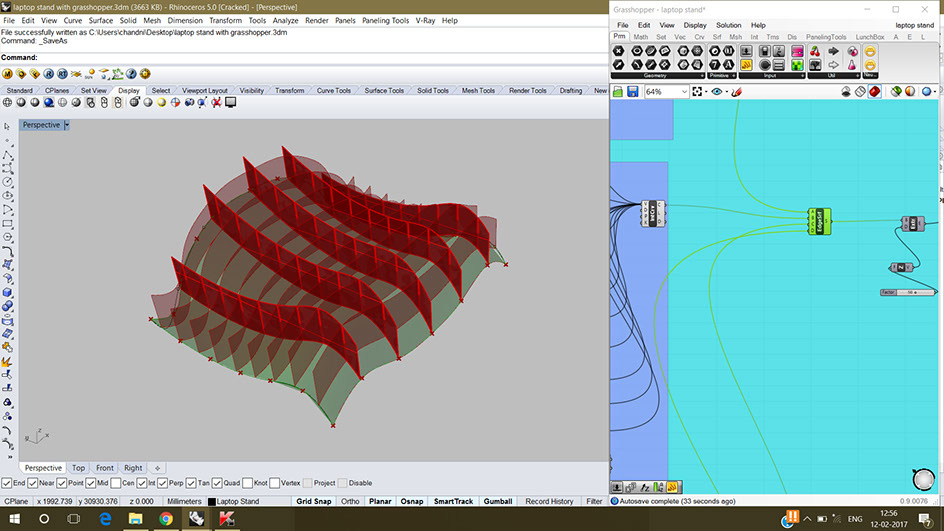 laptop stand with grasshopper.3dm (3663 KB) - Rhinoceros 5.0 [Cracked] - [Perspective]
File Edit View Curve Surface Solid Mesh Dimension Transform Tools Analyze Render Panels Paneling Tools V-Ray Help
File successfully written as C:\Users\chandni\Desktop\laptop stand with grasshopper.3dm
Command: _SaveAs
Command:
Standard CPlanes Set View Display Select Viewport Layout Visibility Transform Curve Tools Surface Tools Solid Tools Mesh Tools Render Tools Drafting New
Perspective
z
y
x
Perspective Top Front Right
End Near Point Mid Cen Int Perp Tan Quad Knot Vertex Project Disable
CPlane x 1992.739 y 30930.376 z 0.000 Millimeters Laptop Stand Grid Snap Ortho Planar Osnap SmartTrack Gumball Record History Filter
Grasshopper - laptop stand*
File Edit View Display Solution Help laptop stand
Prm Math Set Vec Crv Srf Msh Int Trns Dis PanelingTools LunchBox A E L
Geometry Primitive Input Util Nav...
64%
IntCrv
EdgeSrf
Extr
Z
Factor
Autosave complete (33 seconds ago) 0.9.0076
ENG 12:56
12-02-2017